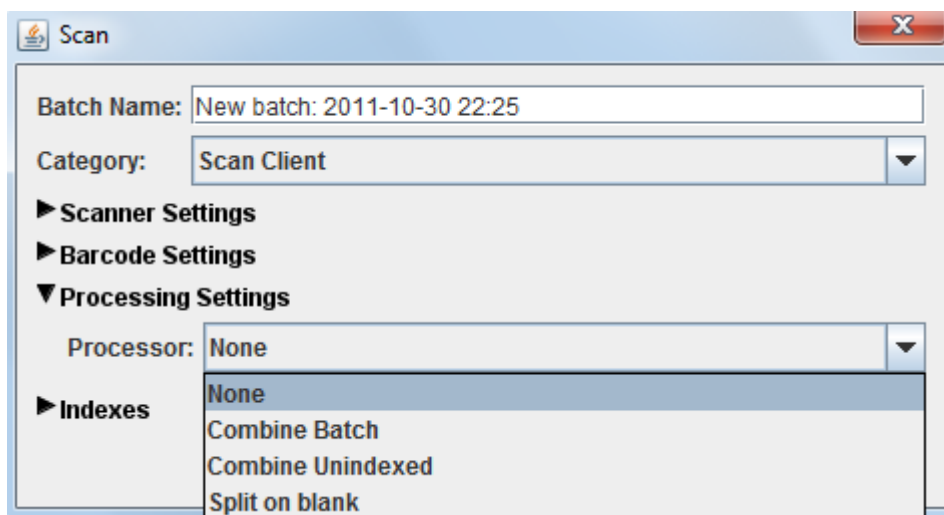 Scan
Batch Name: New batch: 2011-10-30 22:25
Category: Scan Client
Scanner Settings
Barcode Settings
Processing Settings
Processor: None
None
Indexes
Combine Batch
Combine Unindexed
Split on blank